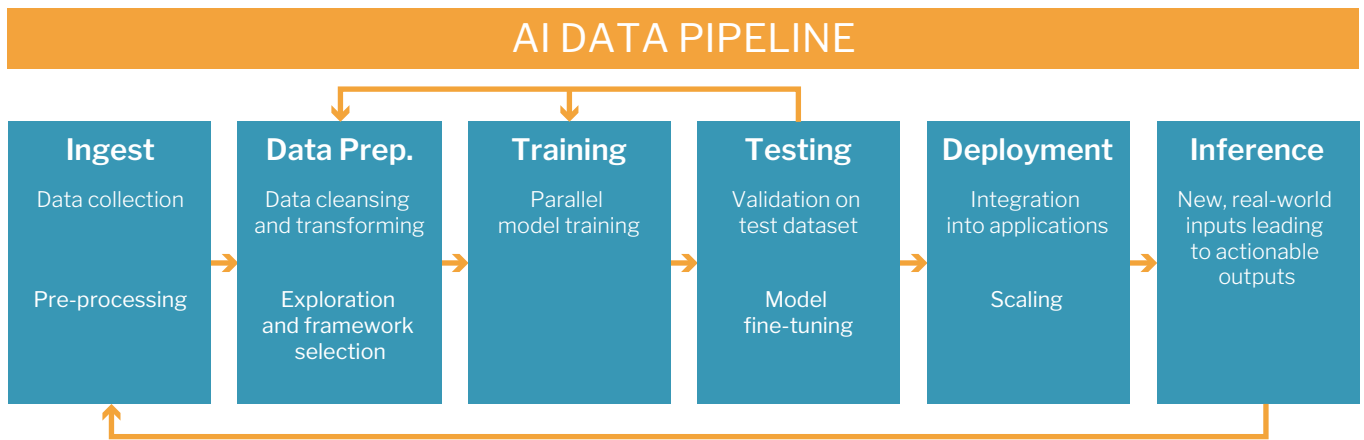 AI DATA PIPELINE
Ingest
Data collection
Pre-processing
Data Prep.
Data cleansing
and transforming
Exploration
and framework
selection
Training
Parallel
model training
Testing
Validation on
test dataset
Model
fine-tuning
Deployment
Integration
into applications
Scaling
Inference
New, real-world
inputs leading
to actionable
outputs